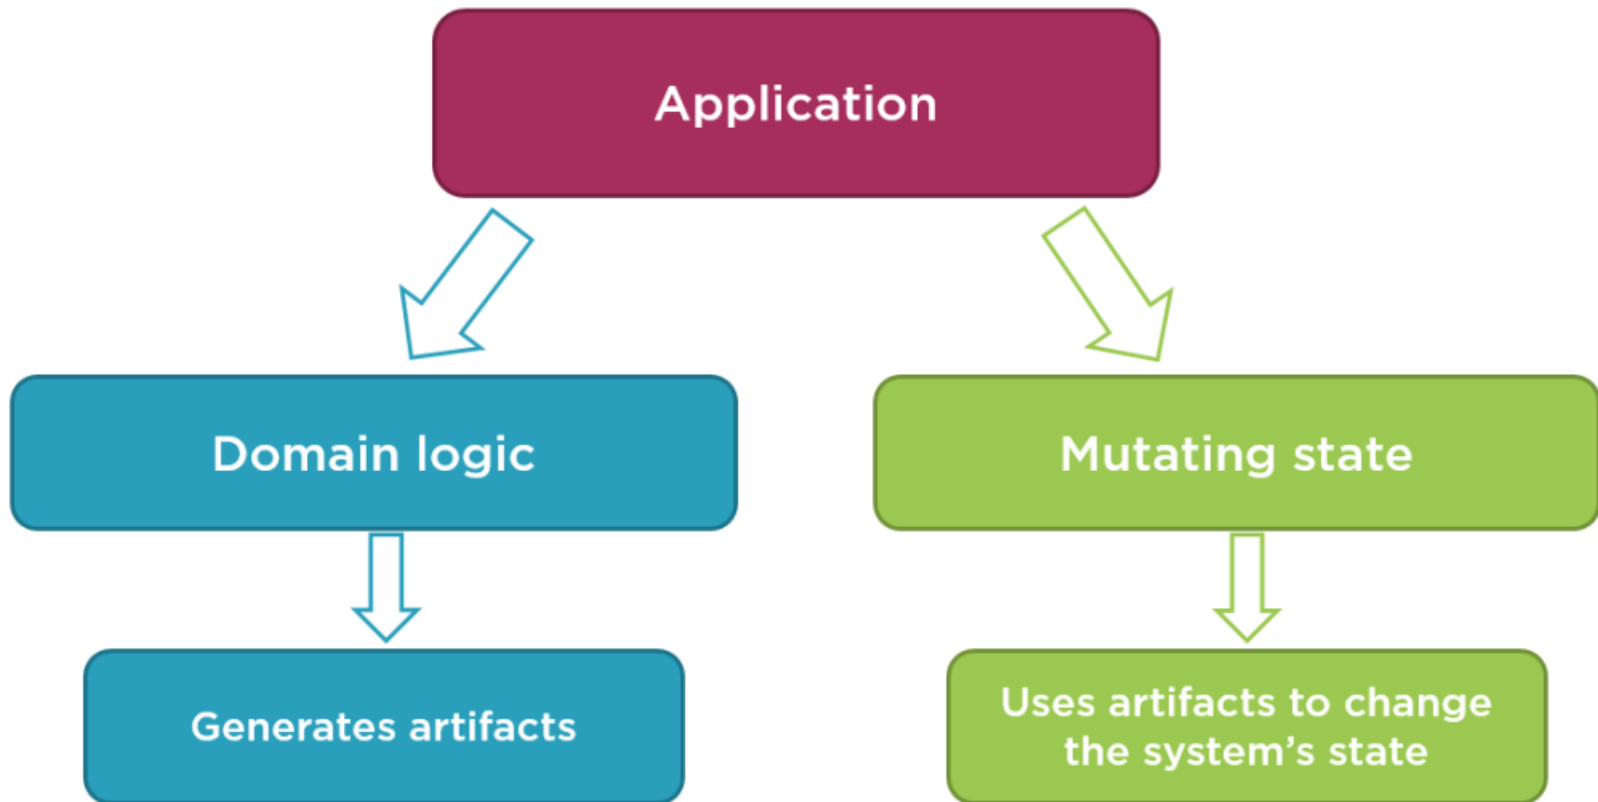 Application
Domain logic
Mutating state
Generates artifacts
Uses artifacts to change
the system’s state